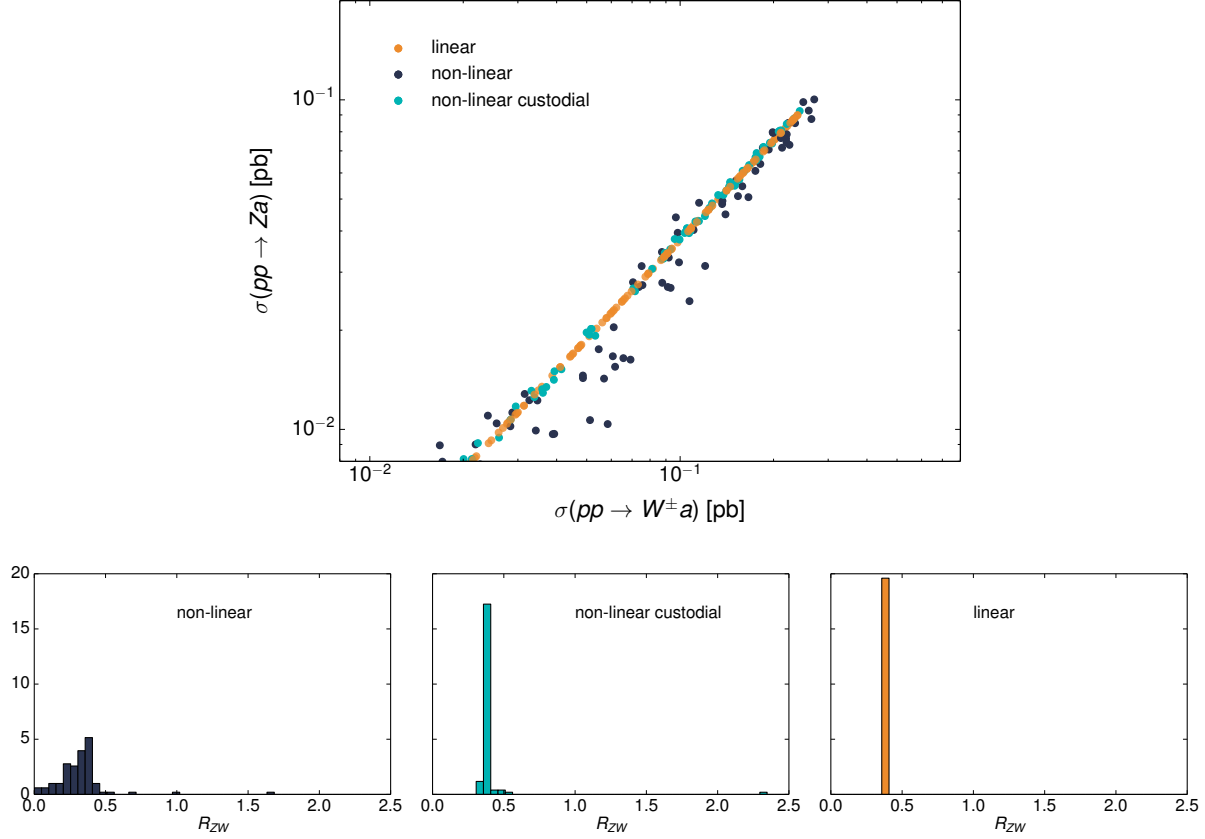 linear
non-linear
non-linear custodial
10⁻¹
10⁻²
σ(pp → Za) [pb]
10⁻² 10⁻¹
σ(pp → W±a) [pb]
20
15
10
5
0
non-linear
non-linear custodial
linear
0.0 0.5 1.0 1.5 2.0 2.5
0.0 0.5 1.0 1.5 2.0 2.5
0.0 0.5 1.0 1.5 2.0 2.5
R_ZW
R_ZW
R_ZW